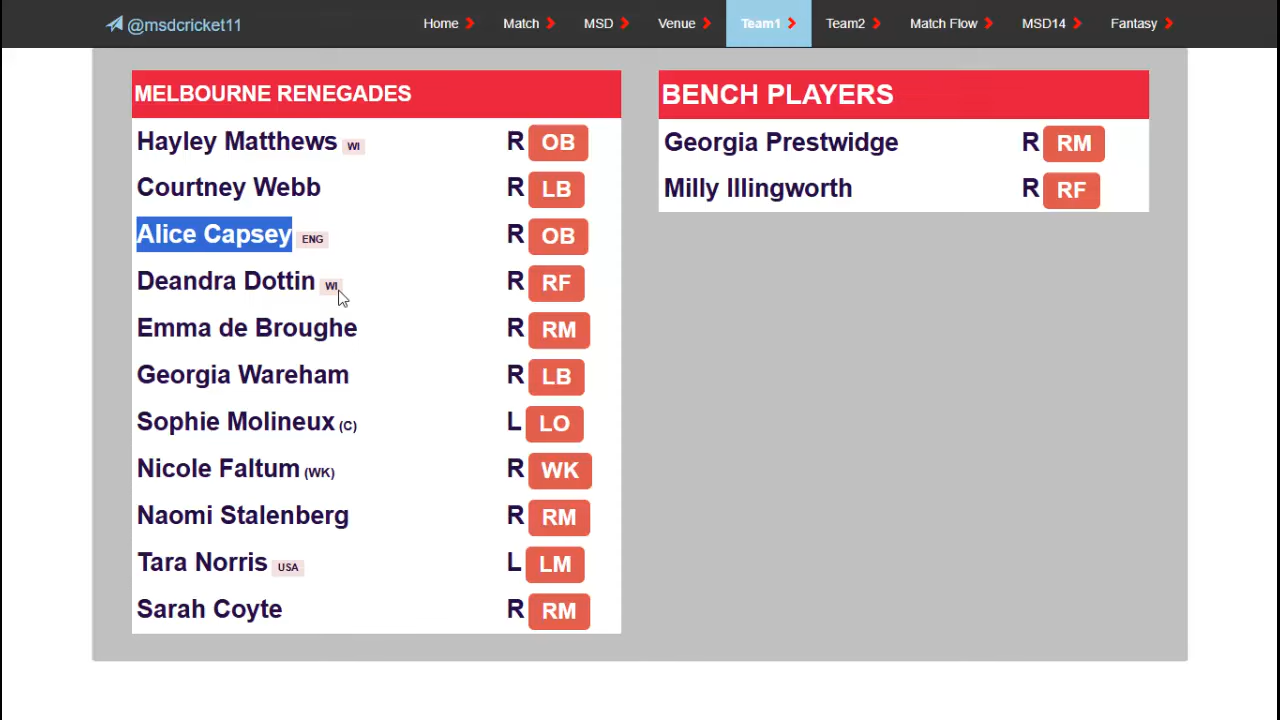 @msdcricket11 Home Match MSD Venue Team1 Team2 Match Flow MSD14 Fantasy
MELBOURNE RENEGADES
Hayley Matthews WI R OB
Courtney Webb R LB
Alice Capsey ENG R OB
Deandra Dottin WI R RF
Emma de Broughe R RM
Georgia Wareham R LB
Sophie Molineux (C) L LO
Nicole Faltum (WK) R WK
Naomi Stalenberg R RM
Tara Norris USA L LM
Sarah Coyte R RM
BENCH PLAYERS
Georgia Prestwidge R RM
Milly Illingworth R RF